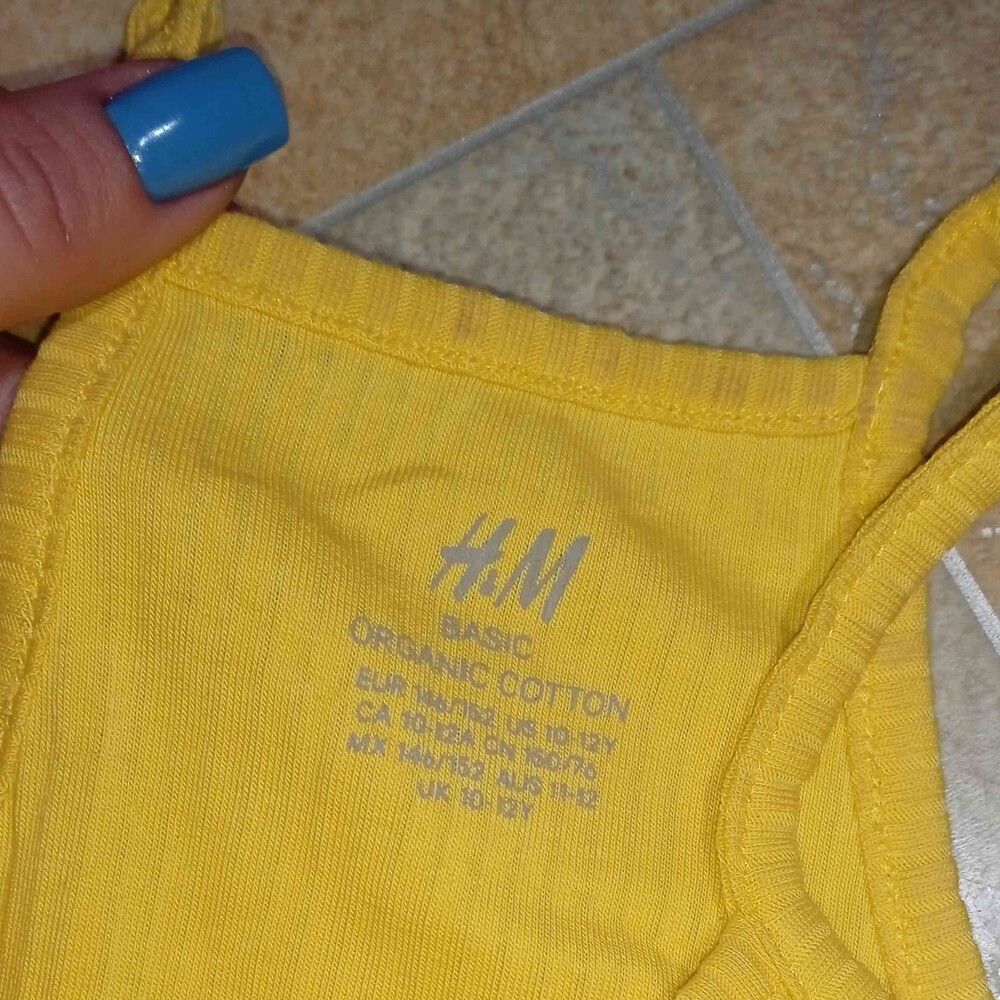 H&M
BASIC
ORGANIC COTTON
EUR 146/152 US 10-12Y
CA 10-12A CN 160/76
MX 146/152 AUS 11-12
UK 10-12Y